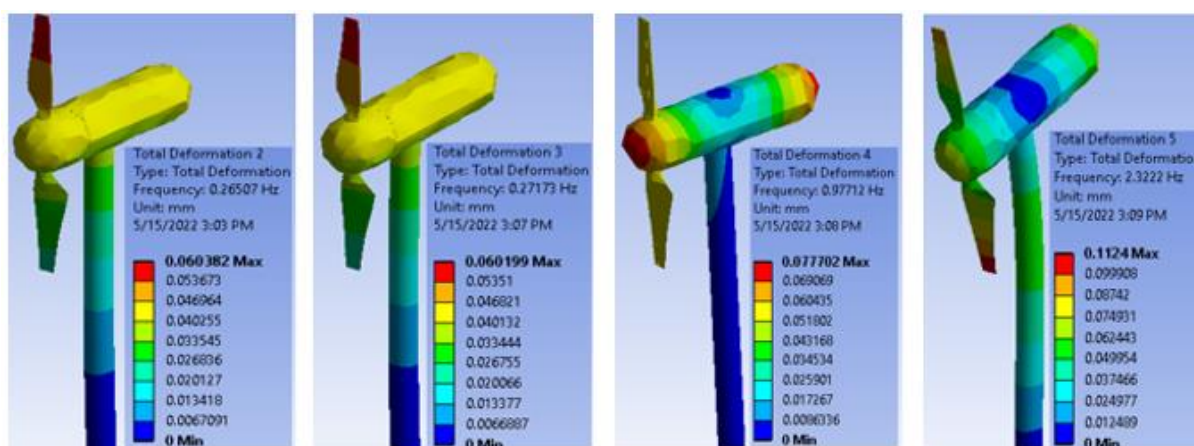 Total Deformation 2
Type: Total Deformation
Frequency: 0.26507 Hz
Unit: mm
5/15/2022 3:03 PM
0.060382 Max
0.053673
0.046964
0.040255
0.033545
0.026836
0.020127
0.013418
0.0067091
0 Min
Total Deformation 3
Type: Total Deformation
Frequency: 0.27173 Hz
Unit: mm
5/15/2022 3:07 PM
0.060199 Max
0.05351
0.046821
0.040132
0.033444
0.026755
0.020066
0.013377
0.0066887
0 Min
Total Deformation 4
Type: Total Deformation
Frequency: 0.97712 Hz
Unit: mm
5/15/2022 3:08 PM
0.077702 Max
0.069069
0.060435
0.051802
0.043168
0.034534
0.025901
0.017267
0.0086336
0 Min
Total Deformation 5
Type: Total Deformatio
Frequency: 2.3222 Hz
Unit: mm
5/15/2022 3:09 PM
0.1124 Max
0.099908
0.08742
0.074931
0.062443
0.049954
0.037466
0.024977
0.012489
0 Min